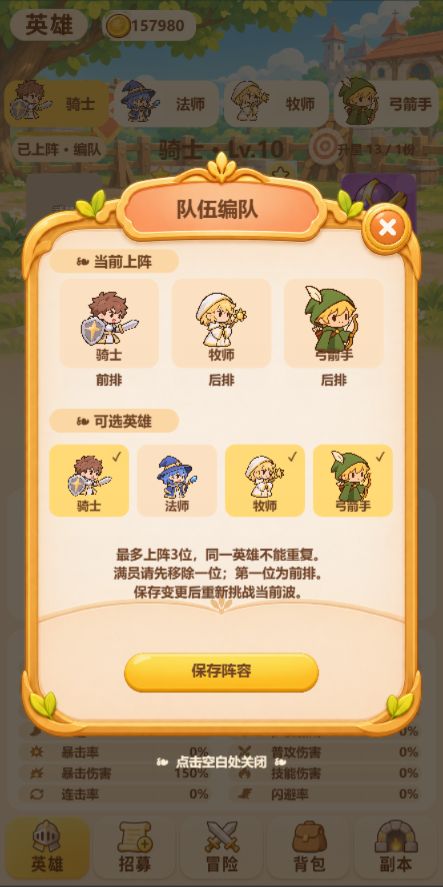 英雄
157980
骑士
法师
牧师
弓箭手
已上阵·编队
骑士·Lv.10
升星 13 / 1份
队伍编队
当前上阵
骑士
牧师
弓箭手
前排
后排
后排
可选英雄
骑士
法师
牧师
弓箭手
最多上阵3位，同一英雄不能重复。
满员请先移除一位；第一位为前排。
保存变更后重新挑战当前波。
保存阵容
暴击率 0%
普攻伤害 0%
点击空白处关闭
暴击伤害 150%
技能伤害 0%
连击率 0%
闪避率 0%
英雄
招募
冒险
背包
副本